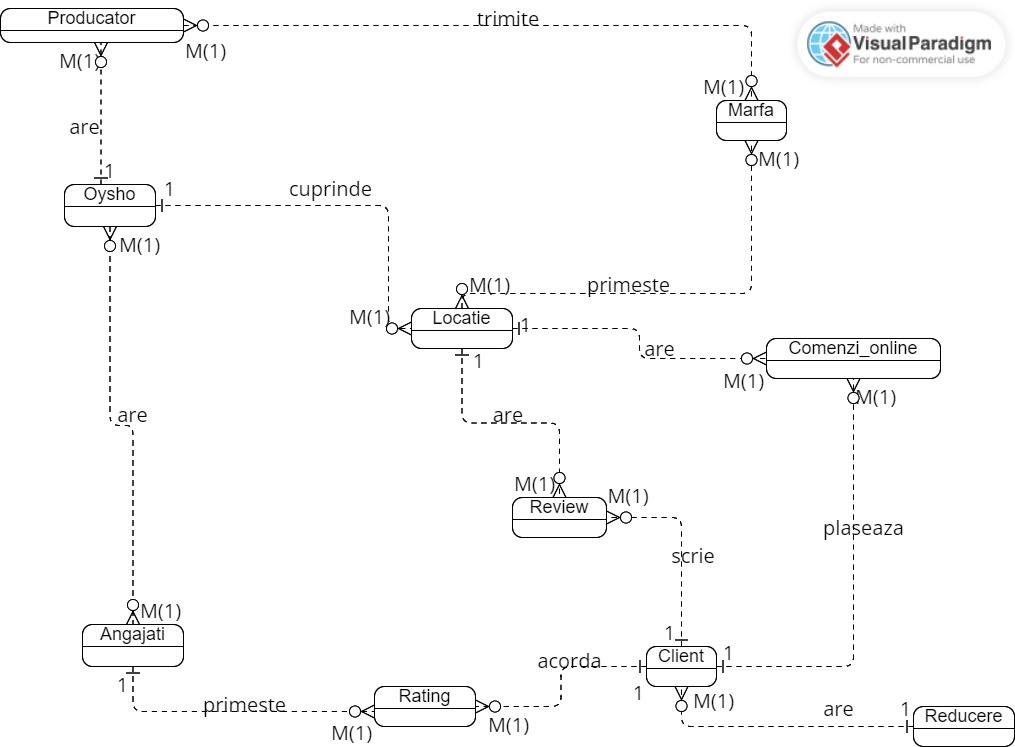 Producator
trimite
M(1)
M(1)
Made with
VisualParadigm
For non-commercial use
M(1)
Marfa
M(1)
are
1
Oysho
1
cuprinde
M(1)
M(1)
primeste
M(1)
Locatie
1
are
Comenzi_online
M(1)
M(1)
1
are
are
M(1)
Review
M(1)
plaseaza
scrie
M(1)
Angajati
1
1
Client
1
acorda
1
M(1)
primeste
Rating
M(1)
M(1)
are
1
Reducere